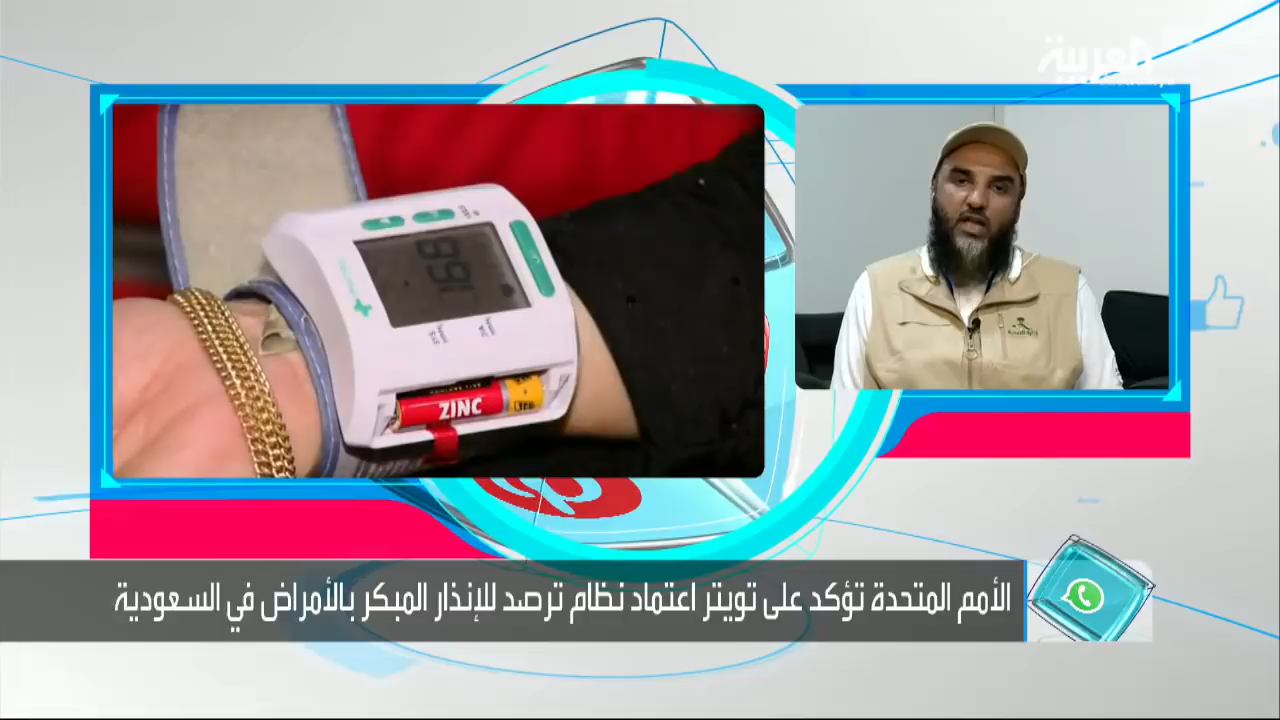 العربية
ZINC
الأمم المتحدة تؤكد على تويتر اعتماد نظام ترصد للإنذار المبكر بالأمراض في السعودية